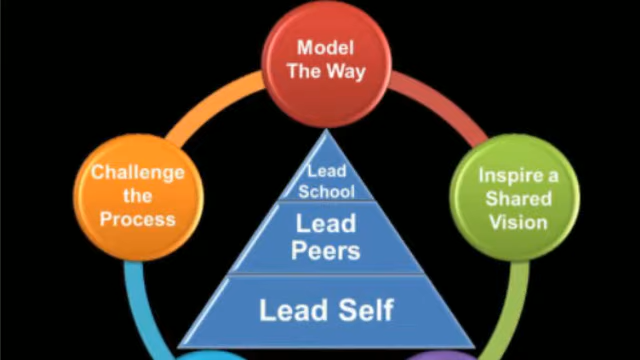 Model
The Way
Challenge
the
Process
Inspire a
Shared
Vision
Lead
School
Lead
Peers
Lead Self